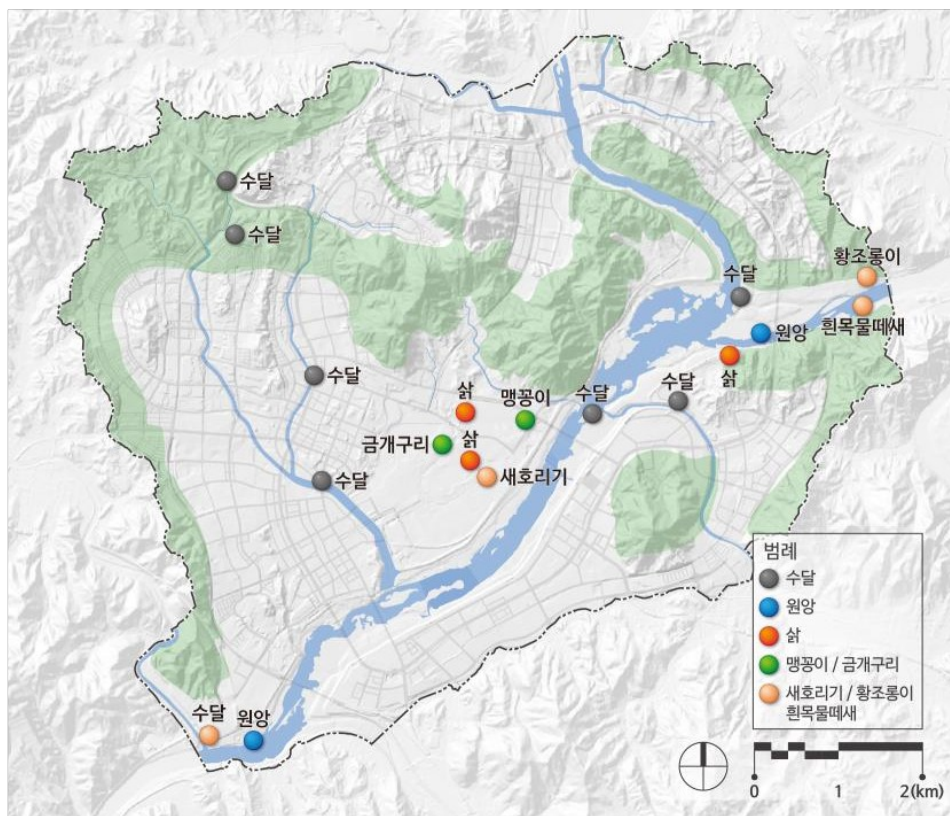 수달
수달
황조롱이
수달
흰목물떼새
원앙
삵
수달
수달
수달
삵
맹꽁이
금개구리
삵
새호리기
수달
수달
원앙
범례
수달
원앙
삵
맹꽁이 / 금개구리
새호리기 / 황조롱이
흰목물떼새
0 1 2(km)